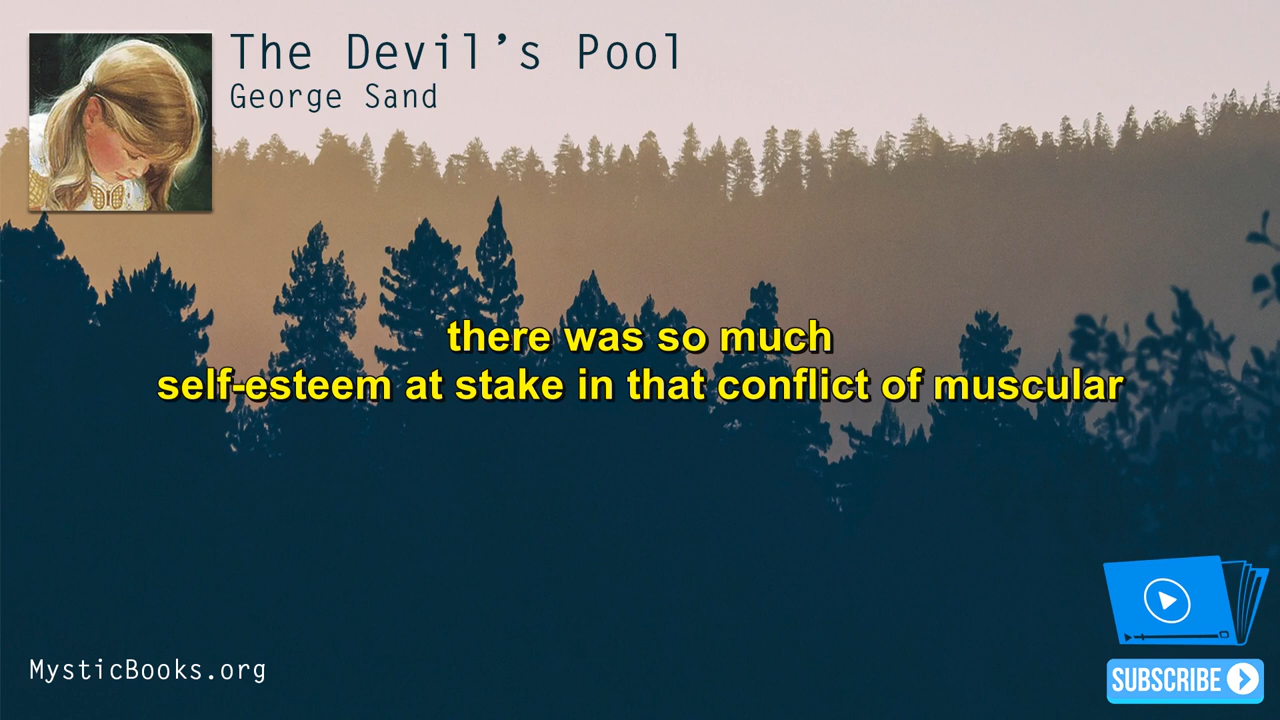 The Devil’s Pool
George Sand
there was so much
self-esteem at stake in that conflict of muscular
MysticBooks.org
SUBSCRIBE